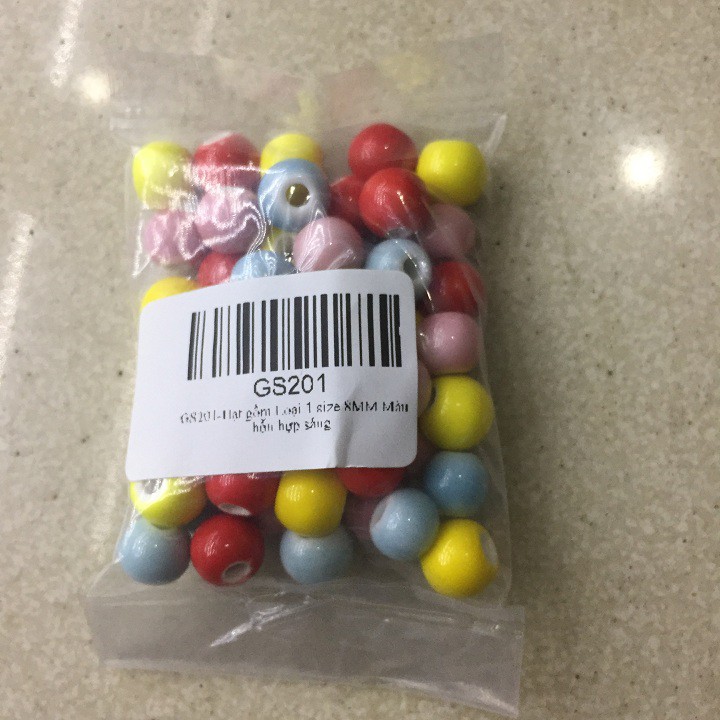 GS201
GS201-Hạt gốm Loại 1 size 8MM Màu
hỗn hợp sáng